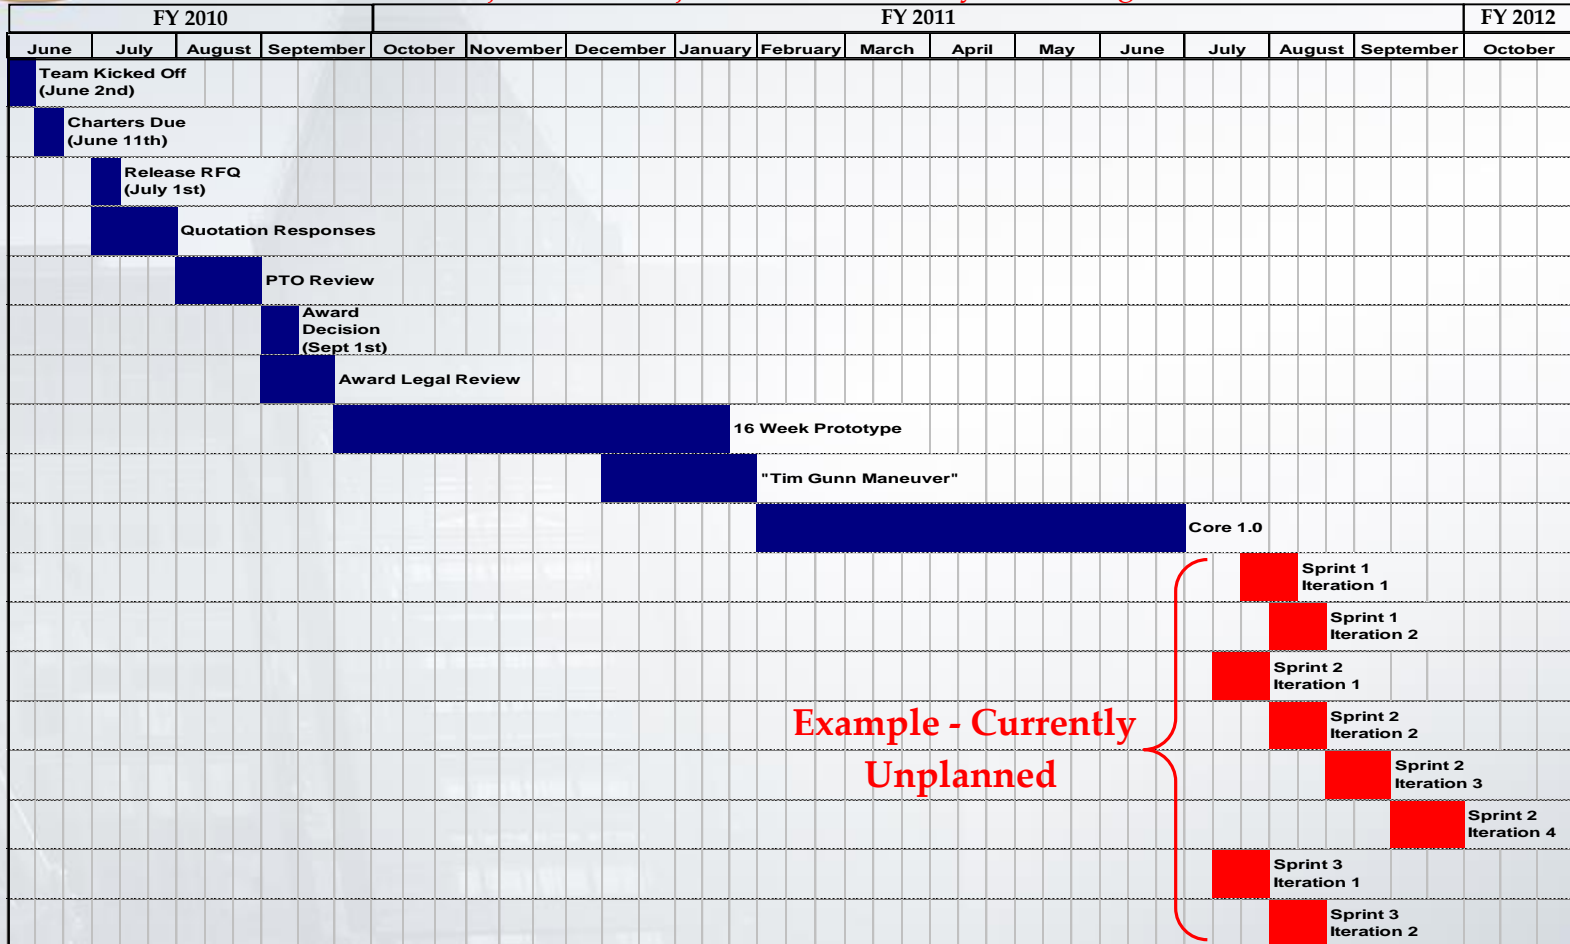 FY 2010 FY 2011 FY 2012
June July August September October November December January February March April May June July August September October
Team Kicked Off
(June 2nd)
Charters Due
(June 11th)
Release RFQ
(July 1st)
Quotation Responses
PTO Review
Award
Decision
(Sept 1st)
Award Legal Review
16 Week Prototype
"Tim Gunn Maneuver"
Core 1.0
Sprint 1
Iteration 1
Sprint 1
Iteration 2
Sprint 2
Iteration 1
Example - Currently
Unplanned
Sprint 2
Iteration 2
Sprint 2
Iteration 3
Sprint 2
Iteration 4
Sprint 3
Iteration 1
Sprint 3
Iteration 2